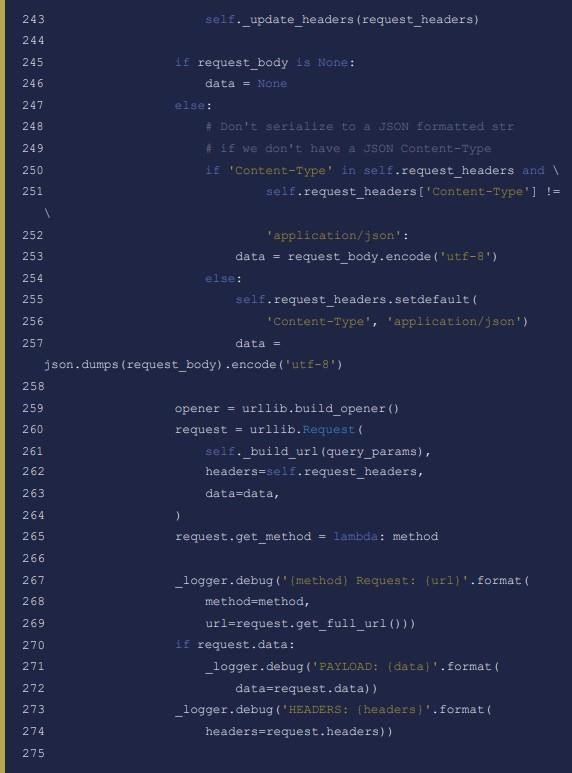 243                     self._update_headers(request_headers)
244
245                 if request_body is None:
246                     data = None
247                 else:
248                     # Don't serialize to a JSON formatted str
249                     # if we don't have a JSON Content-Type
250                     if 'Content-Type' in self.request_headers and \
251                             self.request_headers['Content-Type'] !=
\
252                             'application/json':
253                         data = request_body.encode('utf-8')
254                     else:
255                         self.request_headers.setdefault(
256                             'Content-Type', 'application/json')
257                         data =
json.dumps(request_body).encode('utf-8')
258
259                 opener = urllib.build_opener()
260                 request = urllib.Request(
261                     self._build_url(query_params),
262                     headers=self.request_headers,
263                     data=data,
264                 )
265                 request.get_method = lambda: method
266
267                 _logger.debug('{method} Request: {url}'.format(
268                     method=method,
269                     url=request.get_full_url()))
270                 if request.data:
271                     _logger.debug('PAYLOAD: {data}'.format(
272                         data=request.data))
273                 _logger.debug('HEADERS: {headers}'.format(
274                     headers=request.headers))
275